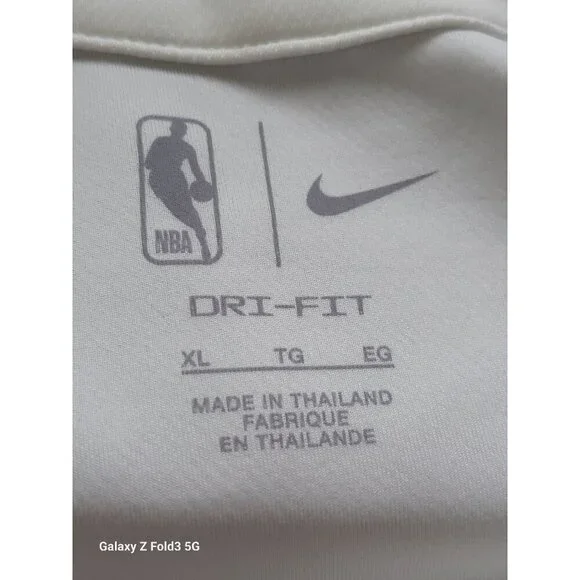 NBA
DRI-FIT
XL TG EG
MADE IN THAILAND
FABRIQUE
EN THAILANDE
Galaxy Z Fold3 5G